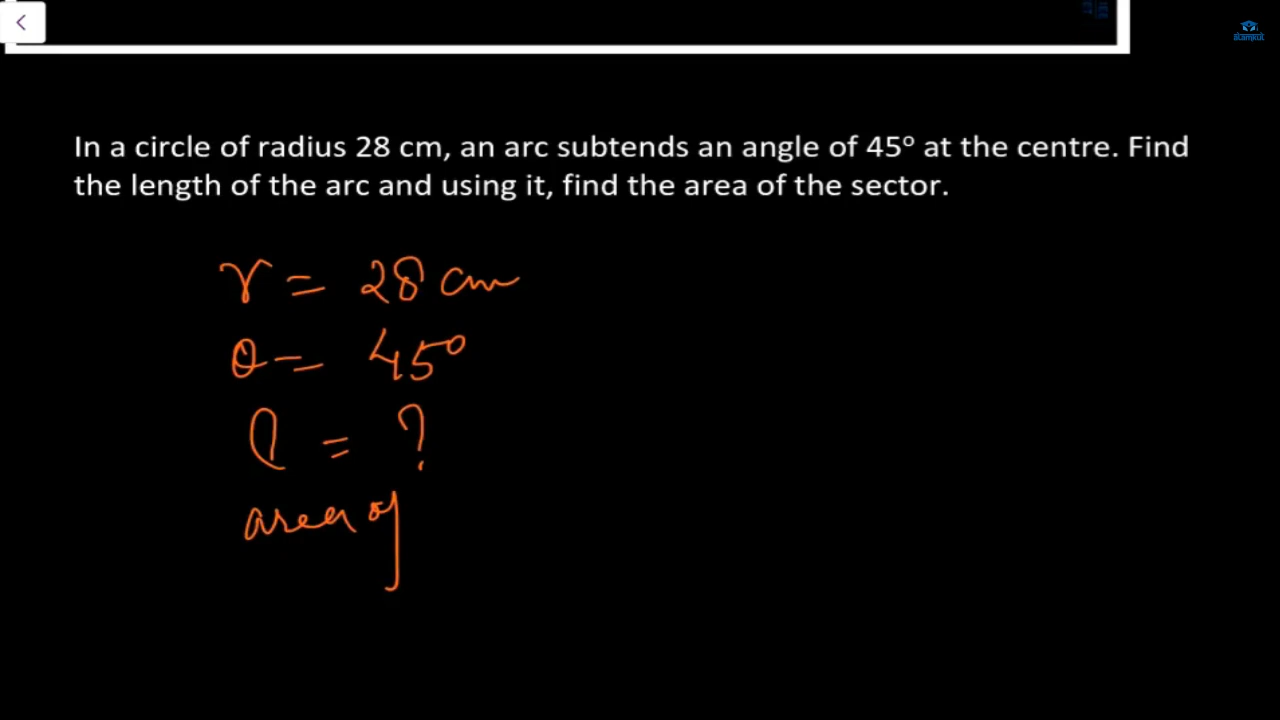 In a circle of radius 28 cm, an arc subtends an angle of 45° at the centre. Find
the length of the arc and using it, find the area of the sector.
r = 28 cm
θ = 45°
l = ?
area of